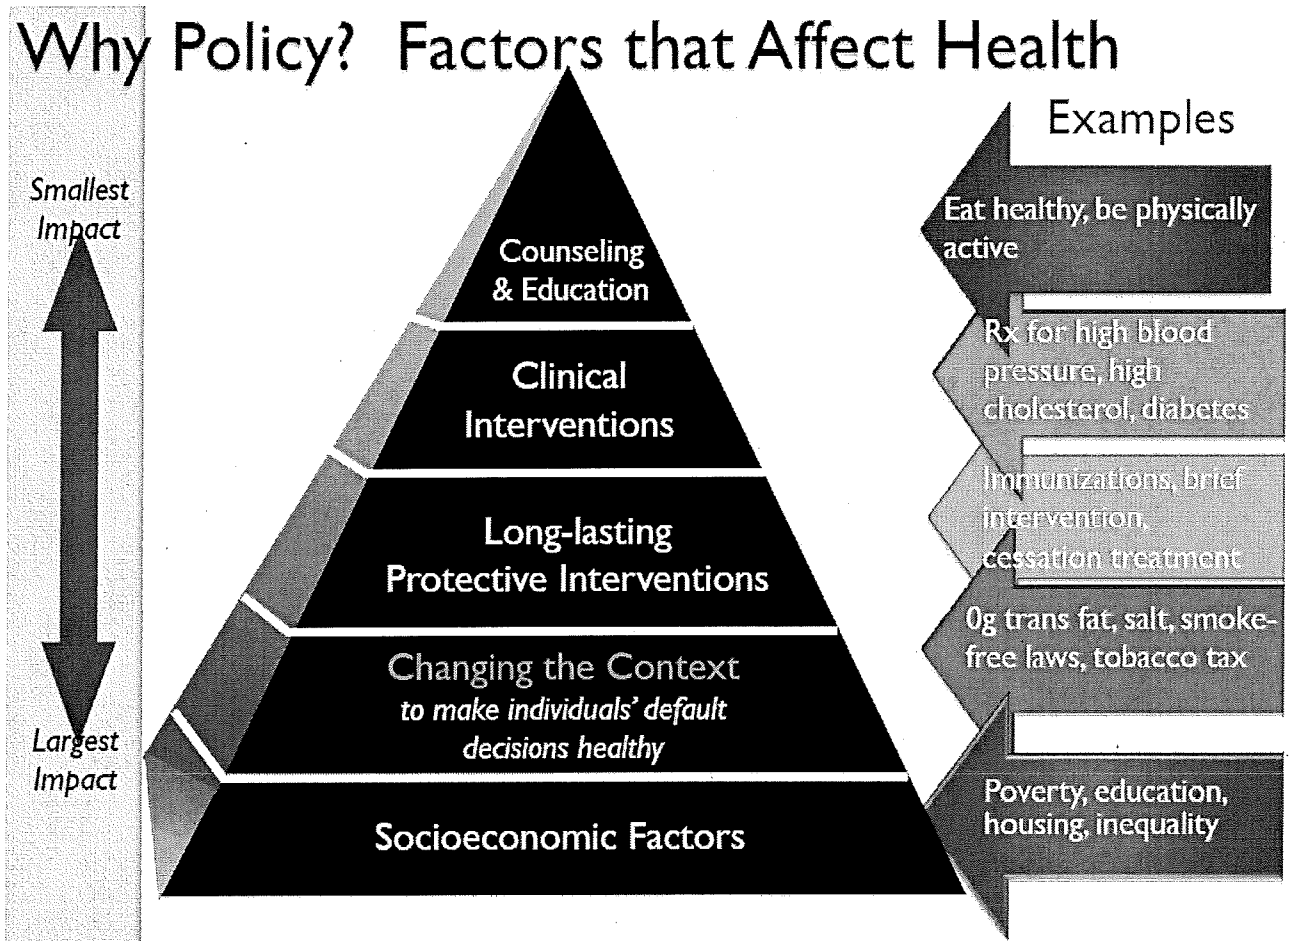 Why Policy? Factors that Affect Health
Examples
Smallest
Impact
Largest
Impact
Counseling
& Education
Clinical
Interventions
Long-lasting
Protective Interventions
Changing the Context
to make individuals' default
decisions healthy
Socioeconomic Factors
Eat healthy, be physically
active
Rx for high blood
pressure, high
cholesterol, diabetes
Immunizations, brief
intervention,
cessation treatment
0g trans fat, salt, smoke-
free laws, tobacco tax
Poverty, education,
housing, inequality